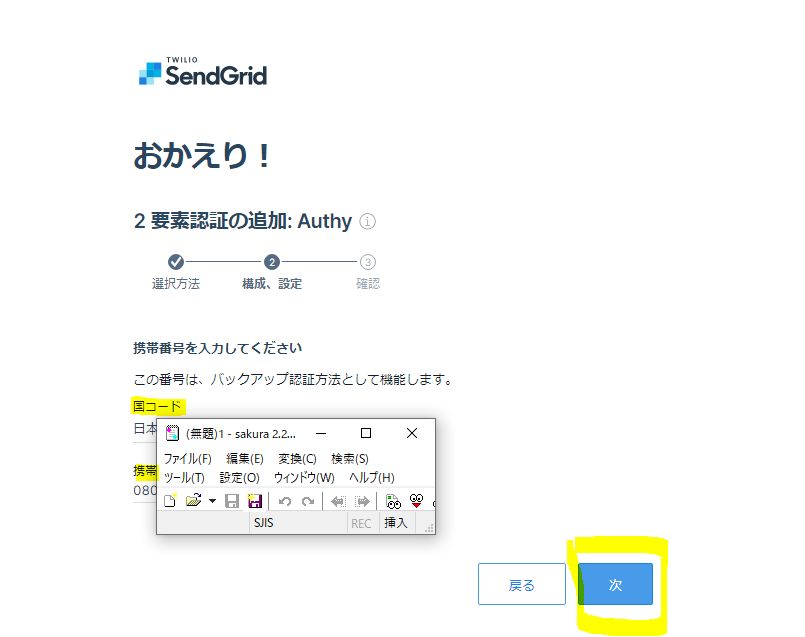 TWILIO
SendGrid
おかえり！
2 要素認証の追加: Authy
2 3
選択方法 構成、設定 確認
携帯番号を入力してください
この番号は、バックアップ認証方法として機能します。
国コード
日本
携帯
080
(無題)1 - sakura 2.2...
ファイル(F) 編集(E) 変換(C) 検索(S)
ツール(T) 設定(O) ウィンドウ(W) ヘルプ(H)
SJIS REC 挿入
戻る 次